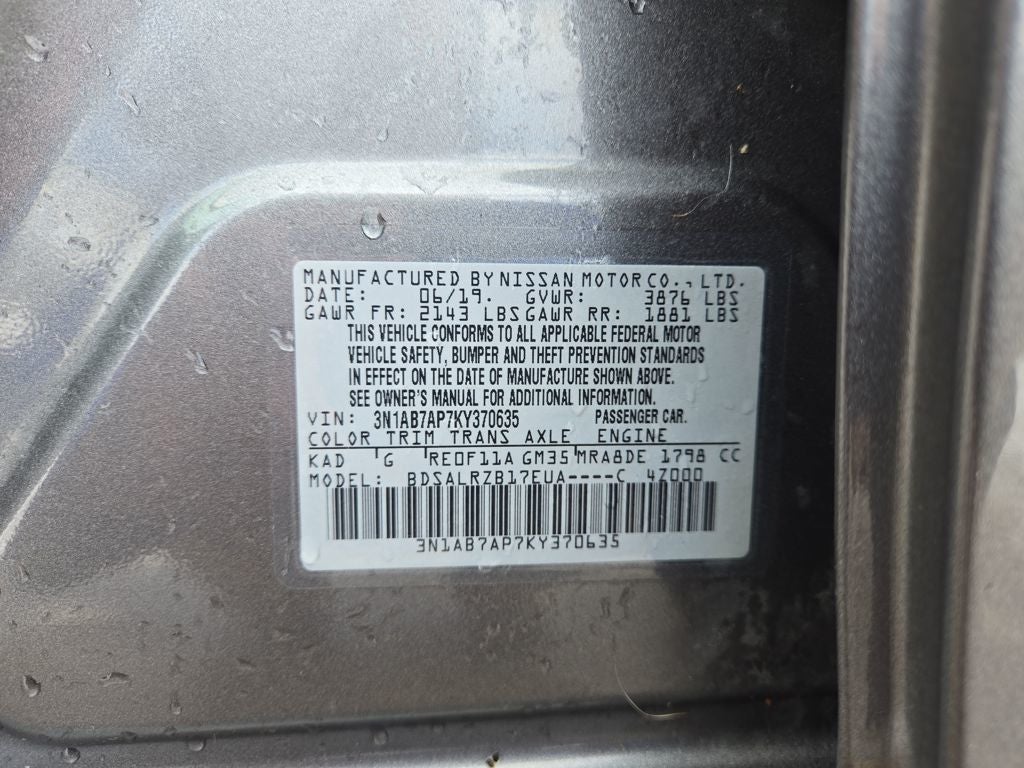 MANUFACTURED BY NISSAN MOTOR CO., LTD.
DATE: 06/19. GVWR: 3876 LBS
GAWR FR: 2143 LBS GAWR RR: 1881 LBS
THIS VEHICLE CONFORMS TO ALL APPLICABLE FEDERAL MOTOR
VEHICLE SAFETY, BUMPER AND THEFT PREVENTION STANDARDS
IN EFFECT ON THE DATE OF MANUFACTURE SHOWN ABOVE.
SEE OWNER'S MANUAL FOR ADDITIONAL INFORMATION.
VIN: 3N1AB7AP7KY370635 PASSENGER CAR.
COLOR TRIM TRANS AXLE ENGINE
KAD G RE0F11A GM35 MRA8DE 1798 CC
MODEL: BDSALRZB17EUA----C 4Z000
3N1AB7AP7KY370635